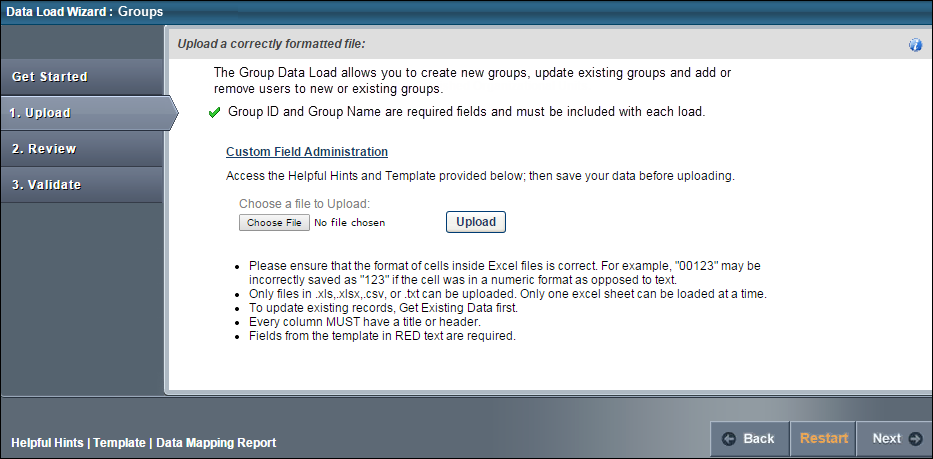 Data Load Wizard : Groups
Upload a correctly formatted file:
Get Started
1. Upload
2. Review
3. Validate
The Group Data Load allows you to create new groups, update existing groups and add or
remove users to new or existing groups.
Group ID and Group Name are required fields and must be included with each load.
Custom Field Administration
Access the Helpful Hints and Template provided below; then save your data before uploading.
Choose a file to Upload:
Choose File No file chosen Upload
• Please ensure that the format of cells inside Excel files is correct. For example, "00123" may be
incorrectly saved as "123" if the cell was in a numeric format as opposed to text.
• Only files in .xls,.xlsx,.csv, or .txt can be uploaded. Only one excel sheet can be loaded at a time.
• To update existing records, Get Existing Data first.
• Every column MUST have a title or header.
• Fields from the template in RED text are required.
Helpful Hints | Template | Data Mapping Report
Back Restart Next